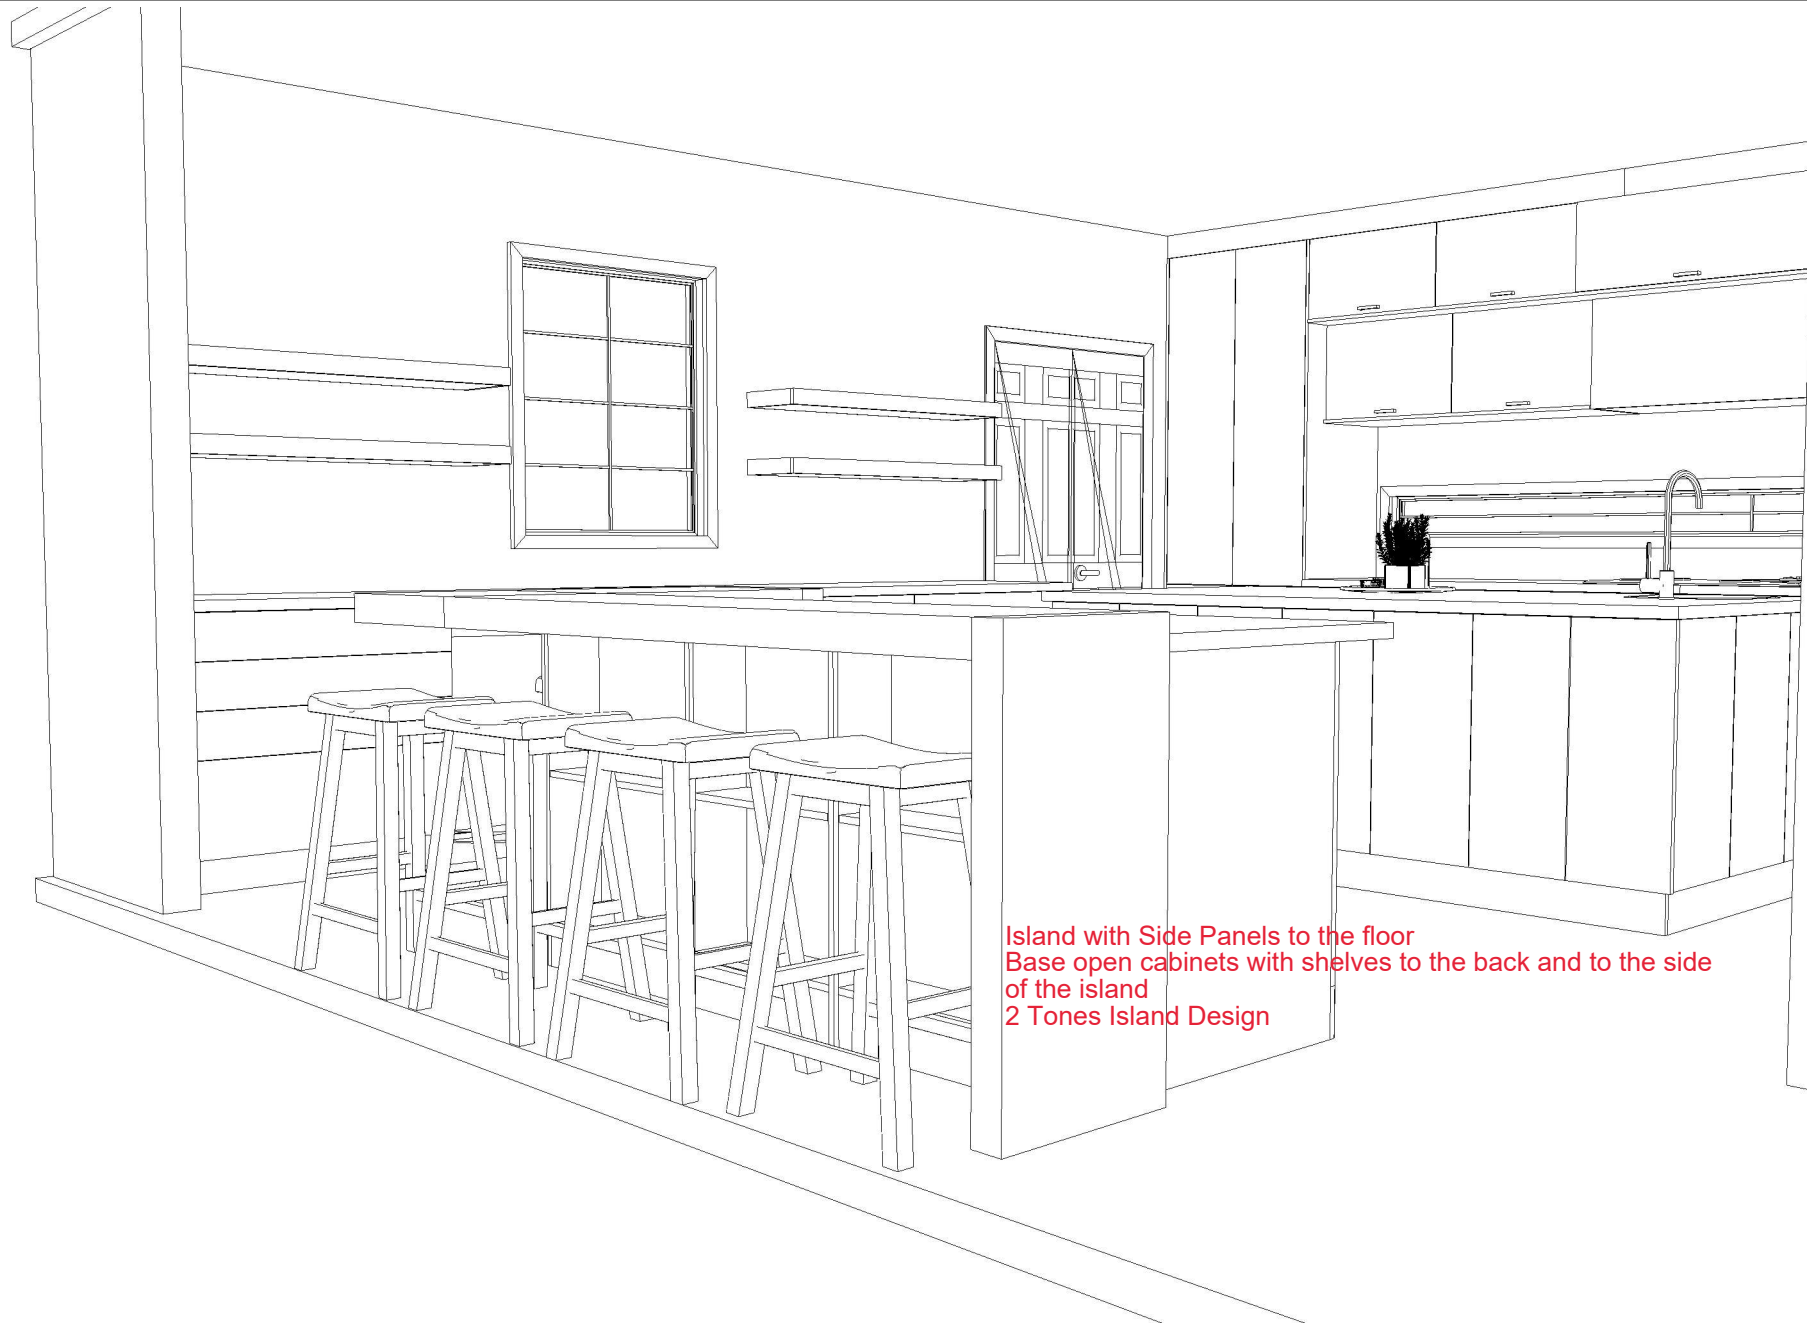 Island with Side Panels to the floor
Base open cabinets with shelves to the back and to the side
of the island
2 Tones Island Design